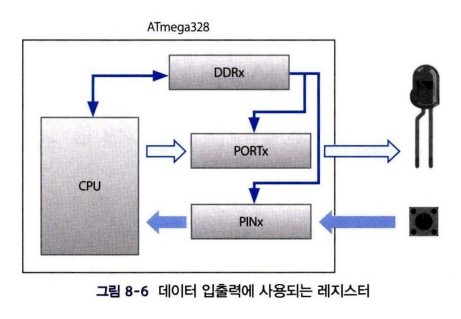 ATmega328
DDRx
PORTx
CPU
PINx
그림 8-6 데이터 입출력에 사용되는 레지스터